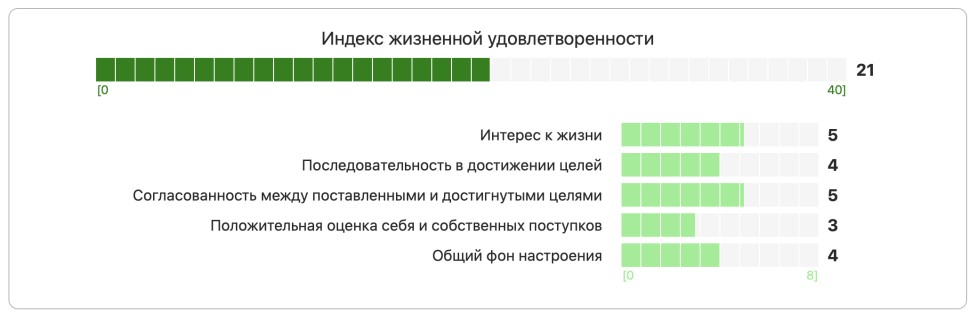 Индекс жизненной удовлетворенности
21
[0 40]
Интерес к жизни 5
Последовательность в достижении целей 4
Согласованность между поставленными и достигнутыми целями 5
Положительная оценка себя и собственных поступков 3
Общий фон настроения 4
[0 8]